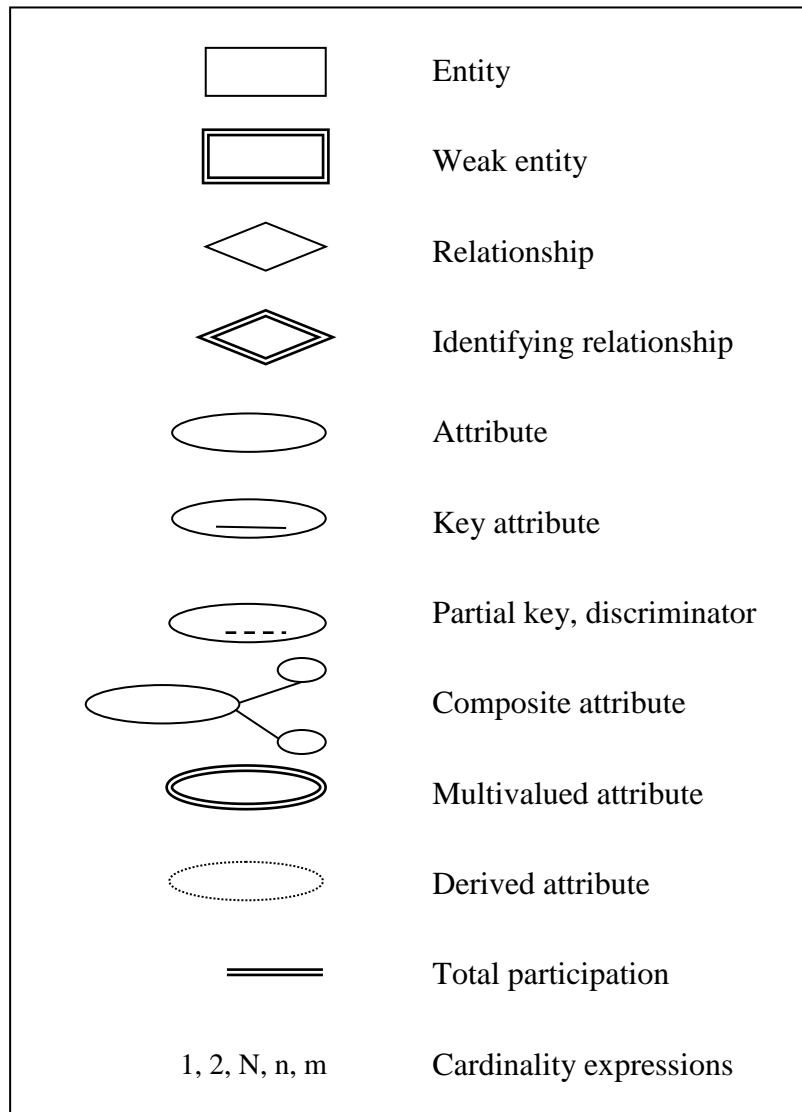 Entity
Weak entity
Relationship
Identifying relationship
Attribute
Key attribute
Partial key, discriminator
Composite attribute
Multivalued attribute
Derived attribute
Total participation
1, 2, N, n, m Cardinality expressions